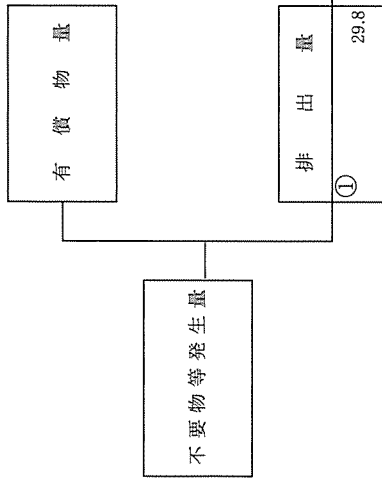 不要物等発生量
有償物量
排出量
①
29.8